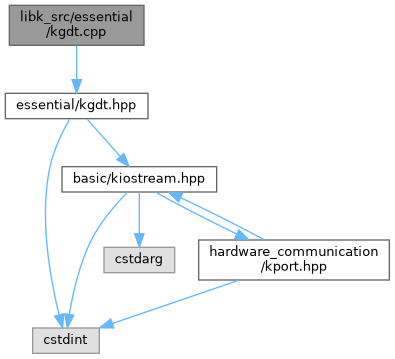 libk_src/essential
/kgdt.cpp
essential/kgdt.hpp
basic/kiostream.hpp
cstdarg
hardware_communication
/kport.hpp
cstdint